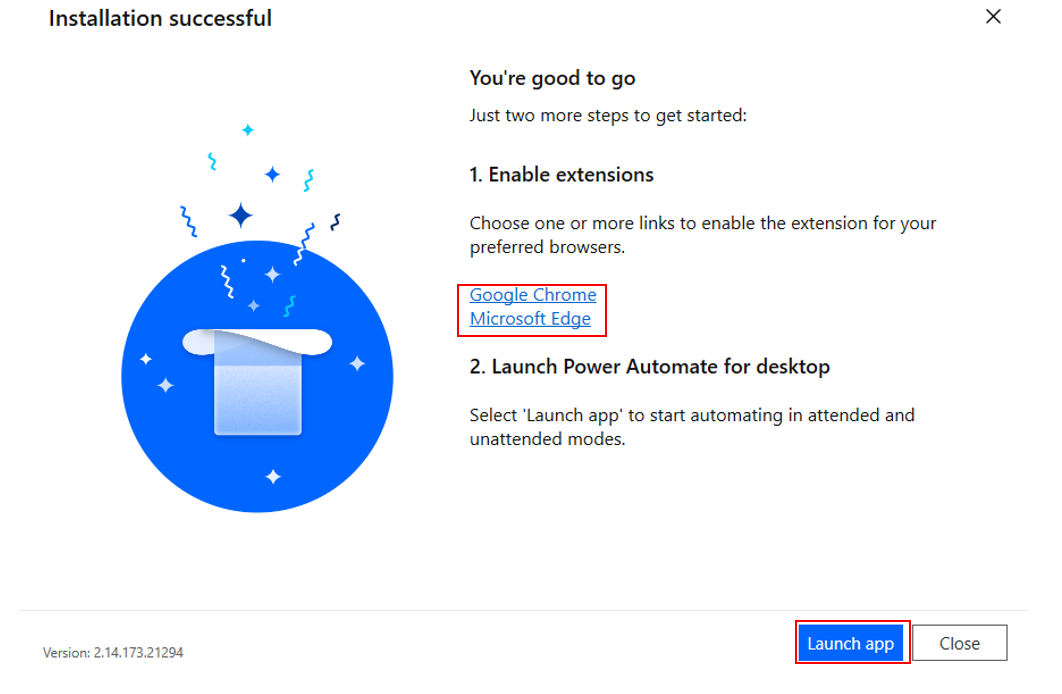 Installation successful
You're good to go
Just two more steps to get started:
1. Enable extensions
Choose one or more links to enable the extension for your
preferred browsers.
Google Chrome
Microsoft Edge
2. Launch Power Automate for desktop
Select 'Launch app' to start automating in attended and
unattended modes.
Version: 2.14.173.21294
Launch app
Close